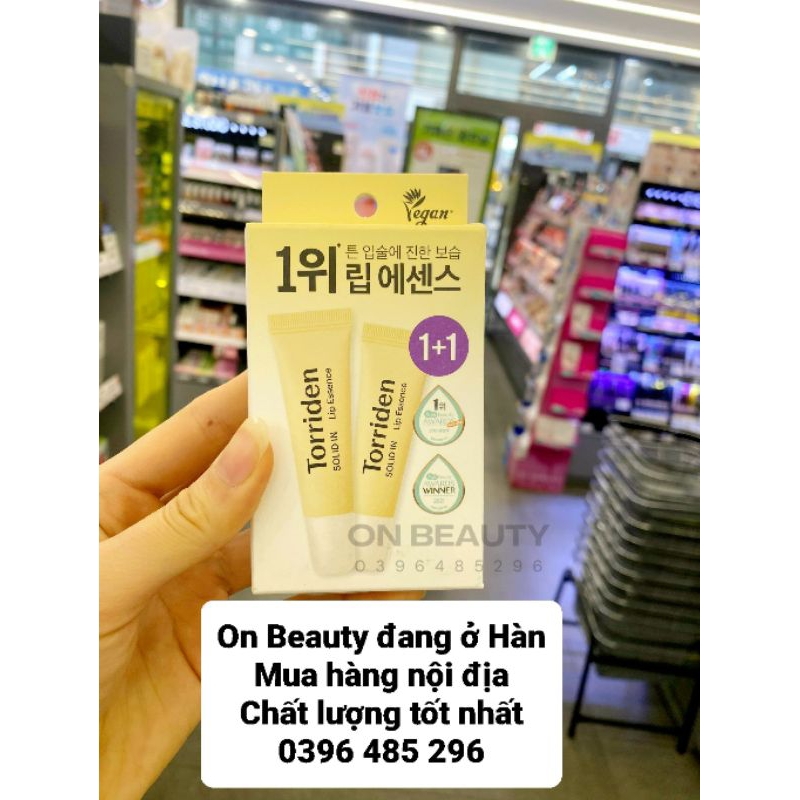 Vegan
튼 입술에 진한 보습
1위* 립 에센스
1+1
Torriden
SOLID IN Lip Essence
Torriden
SOLID IN Lip Essence
1위
AWARDS
AWARDS
WINNER
ON BEAUTY
0396485296
On Beauty đang ở Hàn
Mua hàng nội địa
Chất lượng tốt nhất
0396 485 296